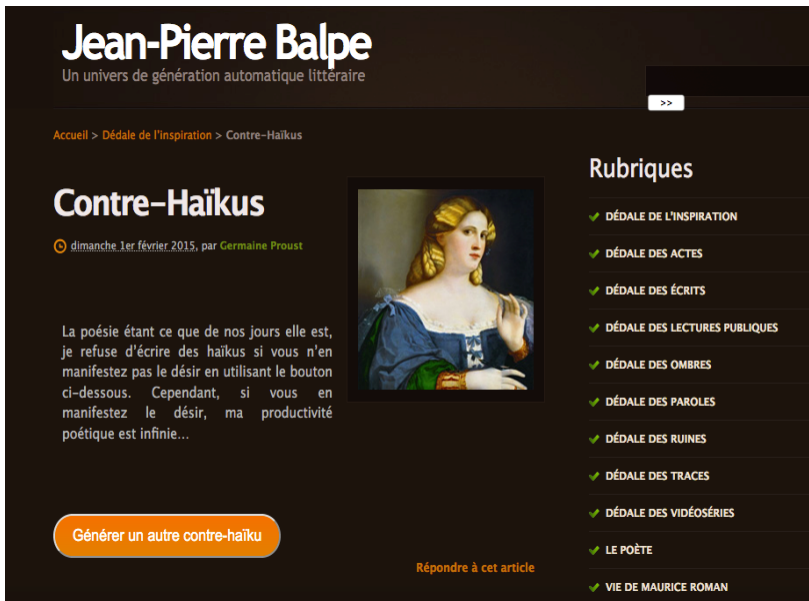 Jean-Pierre Balpe
Un univers de génération automatique littéraire
>>
Accueil > Dédale de l'inspiration > Contre-Haïkus
Contre-Haïkus
dimanche 1er février 2015, par Germaine Proust
La poésie étant ce que de nos jours elle est,
je refuse d'écrire des haïkus si vous n'en
manifestez pas le désir en utilisant le bouton
ci-dessous. Cependant, si vous en
manifestez le désir, ma productivité
poétique est infinie...
Générer un autre contre-haïku
Répondre à cet article
Rubriques
DÉDALE DE L'INSPIRATION
DÉDALE DES ACTES
DÉDALE DES ÉCRITS
DÉDALE DES LECTURES PUBLIQUES
DÉDALE DES OMBRES
DÉDALE DES PAROLES
DÉDALE DES RUINES
DÉDALE DES TRACES
DÉDALE DES VIDÉOSÉRIES
LE POÈTE
VIE DE MAURICE ROMAN